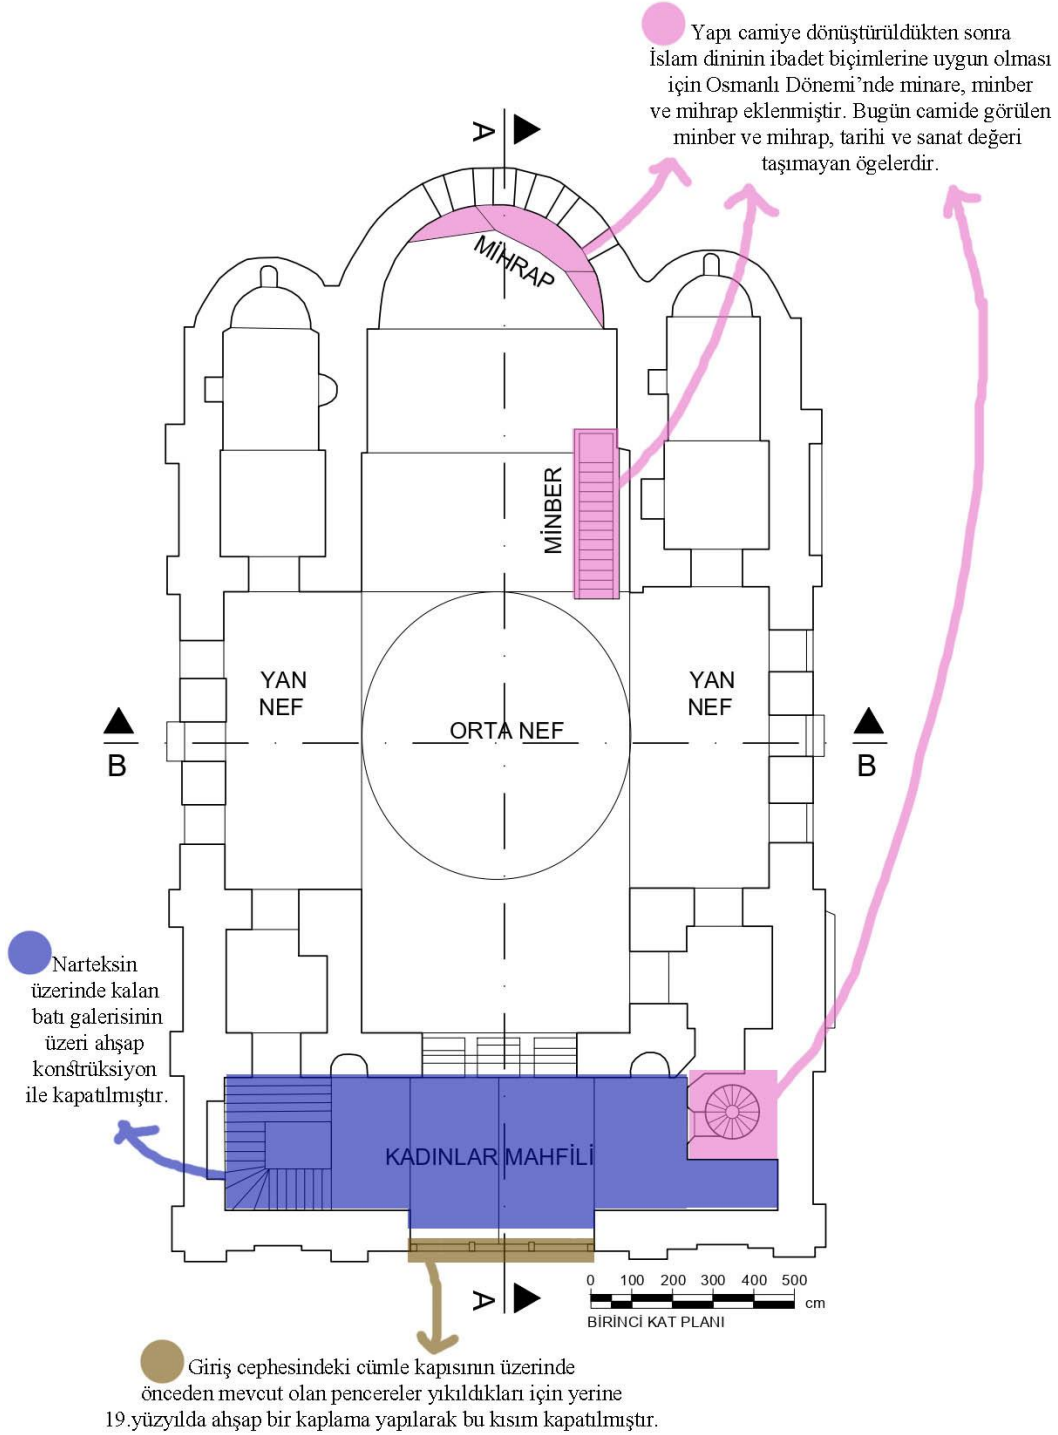 Yapı camiye dönüştürüldükten sonra
İslam dininin ibadet biçimlerine uygun olması
için Osmanlı Dönemi'nde minare, minber
ve mihrap eklenmiştir. Bugün camide görülen
minber ve mihrap, tarihi ve sanat değeri
taşımayan ögelerdir.
A
MİHRAP
MİNBER
YAN
NEF
YAN
NEF
ORTA NEF
B
B
Narteksin
üzerinde kalan
batı galerisinin
üzeri ahşap
konstrüksiyon
ile kapatılmıştır.
KADINLAR MAHFİLİ
A
0 100 200 300 400 500
cm
BİRİNCİ KAT PLANI
Giriş cephesindeki cümle kapısının üzerinde
önceden mevcut olan pencereler yıkıldıkları için yerine
19.yüzyılda ahşap bir kaplama yapılarak bu kısım kapatılmıştır.